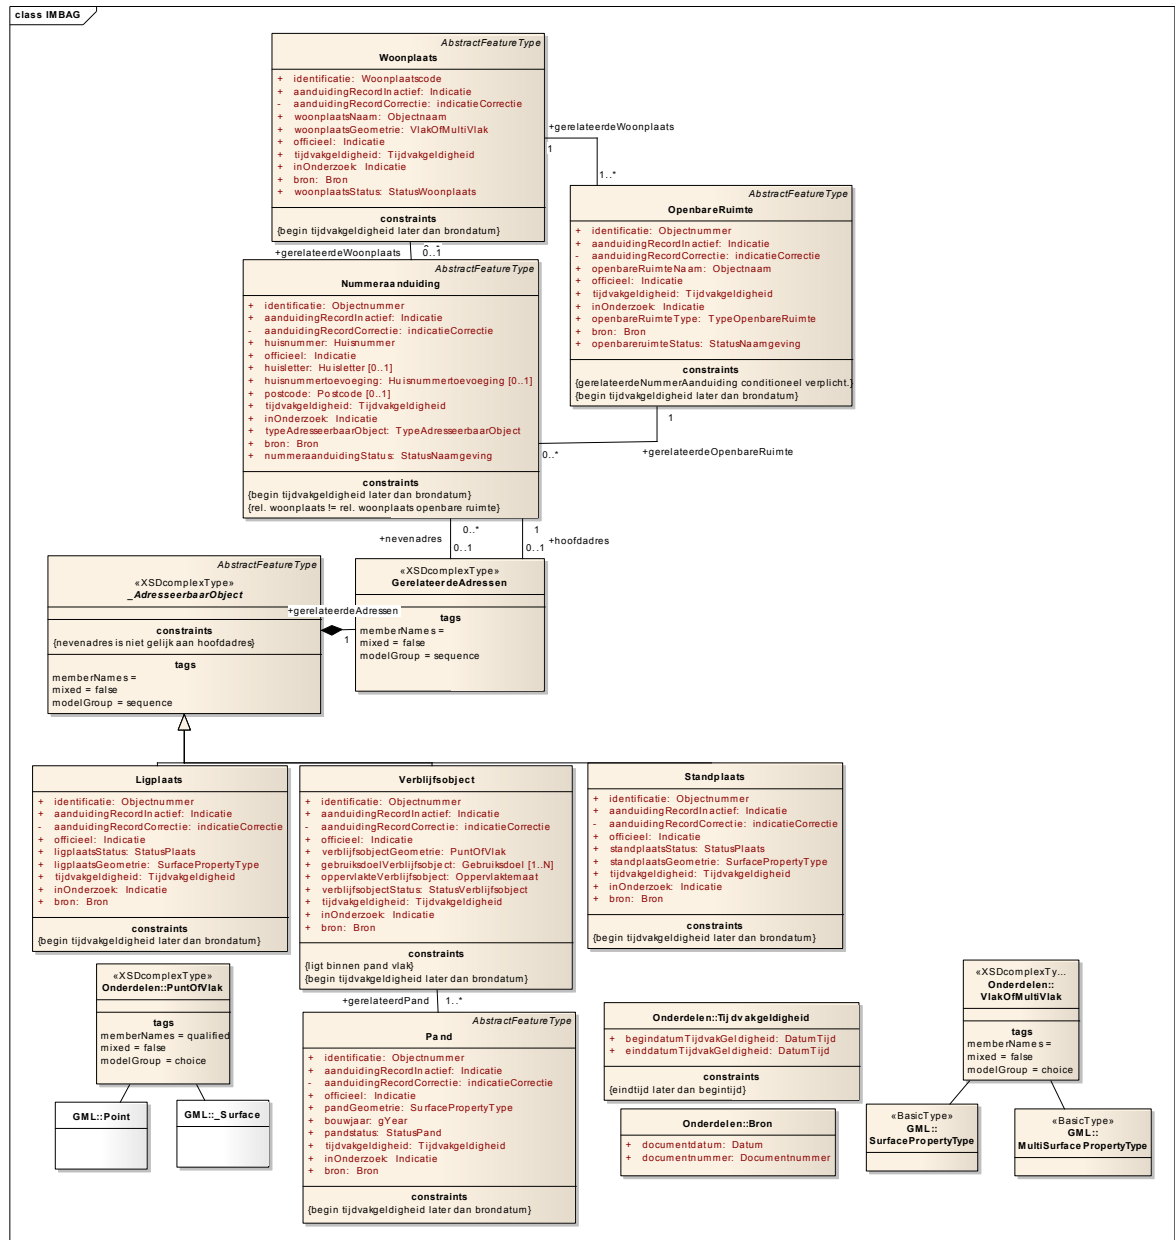 class IMBAG
AbstractFeatureType
Woonplaats
+ identificatie: Woonplaatscode
+ aanduidingRecordInactief: Indicatie
- aanduidingRecordCorrectie: indicatieCorrectie
+ woonplaatsNaam: Objectnaam
+ woonplaatsGeometrie: VlakOfMultiVlak
+ officieel: Indicatie
+ tijdvakgeldigheid: Tijdvakgeldigheid
+ inOnderzoek: Indicatie
+ bron: Bron
+ woonplaatsStatus: StatusWoonplaats
constraints
{begin tijdvakgeldigheid later dan brondatum}
+gerelateerdeWoonplaats
1
1..*
AbstractFeatureType
OpenbareRuimte
+ identificatie: Objectnummer
+ aanduidingRecordInactief: Indicatie
- aanduidingRecordCorrectie: indicatieCorrectie
+ openbareRuimteNaam: Objectnaam
+ officieel: Indicatie
+ tijdvakgeldigheid: Tijdvakgeldigheid
+ inOnderzoek: Indicatie
+ openbareRuimteType: TypeOpenbareRuimte
+ bron: Bron
+ openbareruimteStatus: StatusNaamgeving
constraints
{gerelateerdeNummerAanduiding conditioneel verplicht.}
{begin tijdvakgeldigheid later dan brondatum}
+gerelateerdeWoonplaats
0..1
AbstractFeatureType
Nummeraanduiding
+ identificatie: Objectnummer
+ aanduidingRecordInactief: Indicatie
- aanduidingRecordCorrectie: indicatieCorrectie
+ huisnummer: Huisnummer
+ officieel: Indicatie
+ huisletter: Huisletter [0..1]
+ huisnummertoevoeging: Huisnummertoevoeging [0..1]
+ postcode: Postcode [0..1]
+ tijdvakgeldigheid: Tijdvakgeldigheid
+ inOnderzoek: Indicatie
+ typeAdresseerbaarObject: TypeAdresseerbaarObject
+ bron: Bron
+ nummeraanduidingStatus: StatusNaamgeving
constraints
{begin tijdvakgeldigheid later dan brondatum}
{rel. woonplaats != rel. woonplaats openbare ruimte}
1
0..*
+gerelateerdeOpenbareRuimte
0..*
1
+nevenadres
+hoofdadres
0..1
0..1
AbstractFeatureType
«XSDcomplexType»
_AdresseerbaarObject
constraints
{nevenadres is niet gelijk aan hoofdadres}
tags
memberNames =
mixed = false
modelGroup = sequence
+gerelateerdeAdressen
1
«XSDcomplexType»
GerelateerdeAdressen
tags
memberNames =
mixed = false
modelGroup = sequence
Ligplaats
+ identificatie: Objectnummer
+ aanduidingRecordInactief: Indicatie
- aanduidingRecordCorrectie: indicatieCorrectie
+ officieel: Indicatie
+ ligplaatsStatus: StatusPlaats
+ ligplaatsGeometrie: SurfacePropertyType
+ tijdvakgeldigheid: Tijdvakgeldigheid
+ inOnderzoek: Indicatie
+ bron: Bron
constraints
{begin tijdvakgeldigheid later dan brondatum}
Verblijfsobject
+ identificatie: Objectnummer
+ aanduidingRecordInactief: Indicatie
- aanduidingRecordCorrectie: indicatieCorrectie
+ officieel: Indicatie
+ verblijfsobjectGeometrie: PuntOfVlak
+ gebruiksdoelVerblijfsobject: Gebruiksdoel [1..N]
+ oppervlakteVerblijfsobject: Oppervlaktemaat
+ verblijfsobjectStatus: StatusVerblijfsobject
+ tijdvakgeldigheid: Tijdvakgeldigheid
+ inOnderzoek: Indicatie
+ bron: Bron
constraints
{ligt binnen pand vlak}
{begin tijdvakgeldigheid later dan brondatum}
Standplaats
+ identificatie: Objectnummer
+ aanduidingRecordInactief: Indicatie
- aanduidingRecordCorrectie: indicatieCorrectie
+ officieel: Indicatie
+ standplaatsStatus: StatusPlaats
+ standplaatsGeometrie: SurfacePropertyType
+ tijdvakgeldigheid: Tijdvakgeldigheid
+ inOnderzoek: Indicatie
+ bron: Bron
constraints
{begin tijdvakgeldigheid later dan brondatum}
«XSDcomplexType»
Onderdelen::PuntOfVlak
tags
memberNames = qualified
mixed = false
modelGroup = choice
GML::Point
GML::_Surface
+gerelateerdPand
1..*
AbstractFeatureType
Pand
+ identificatie: Objectnummer
+ aanduidingRecordInactief: Indicatie
- aanduidingRecordCorrectie: indicatieCorrectie
+ officieel: Indicatie
+ pandGeometrie: SurfacePropertyType
+ bouwjaar: gYear
+ pandstatus: StatusPand
+ tijdvakgeldigheid: Tijdvakgeldigheid
+ inOnderzoek: Indicatie
+ bron: Bron
constraints
{begin tijdvakgeldigheid later dan brondatum}
Onderdelen::Tijdvakgeldigheid
+ begindatumTijdvakGeldigheid: DatumTijd
+ einddatumTijdvakGeldigheid: DatumTijd
constraints
{eindtijd later dan begintijd}
Onderdelen::Bron
+ documentdatum: Datum
+ documentnummer: Documentnummer
«XSDcomplexTy...
Onderdelen::
VlakOfMultiVlak
tags
memberNames =
mixed = false
modelGroup = choice
«BasicType»
GML::
SurfacePropertyType
«BasicType»
GML::
MultiSurfacePropertyType